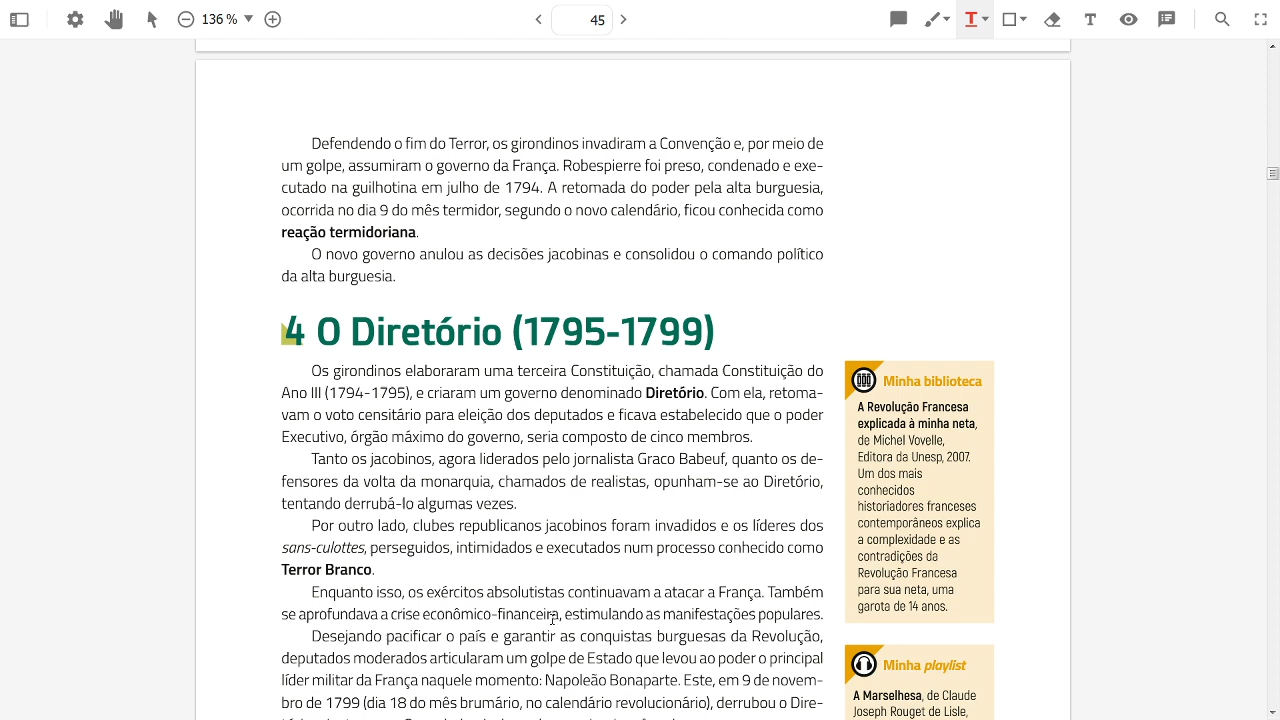 136 %
45
Defendendo o fim do Terror, os girondinos invadiram a Convenção e, por meio de
um golpe, assumiram o governo da França. Robespierre foi preso, condenado e exe-
cutado na guilhotina em julho de 1794. A retomada do poder pela alta burguesia,
ocorrida no dia 9 do mês termidor, segundo o novo calendário, ficou conhecida como
reação termidoriana.
O novo governo anulou as decisões jacobinas e consolidou o comando político
da alta burguesia.
4 O Diretório (1795-1799)
Os girondinos elaboraram uma terceira Constituição, chamada Constituição do
Ano III (1794-1795), e criaram um governo denominado Diretório. Com ela, retoma-
vam o voto censitário para eleição dos deputados e ficava estabelecido que o poder
Executivo, órgão máximo do governo, seria composto de cinco membros.
Tanto os jacobinos, agora liderados pelo jornalista Graco Babeuf, quanto os de-
fensores da volta da monarquia, chamados de realistas, opunham-se ao Diretório,
tentando derrubá-lo algumas vezes.
Por outro lado, clubes republicanos jacobinos foram invadidos e os líderes dos
sans-culottes, perseguidos, intimidados e executados num processo conhecido como
Terror Branco.
Enquanto isso, os exércitos absolutistas continuavam a atacar a França. Também
se aprofundava a crise econômico-financeira, estimulando as manifestações populares.
Desejando pacificar o país e garantir as conquistas burguesas da Revolução,
deputados moderados articularam um golpe de Estado que levou ao poder o principal
líder militar da França naquele momento: Napoleão Bonaparte. Este, em 9 de novem-
bro de 1799 (dia 18 do mês brumário, no calendário revolucionário), derrubou o Dire-
Minha biblioteca
A Revolução Francesa
explicada à minha neta,
de Michel Vovelle,
Editora da Unesp, 2007.
Um dos mais
conhecidos
historiadores franceses
contemporâneos explica
a complexidade e as
contradições da
Revolução Francesa
para sua neta, uma
garota de 14 anos.
Minha playlist
A Marselhesa, de Claude
Joseph Rouget de Lisle,